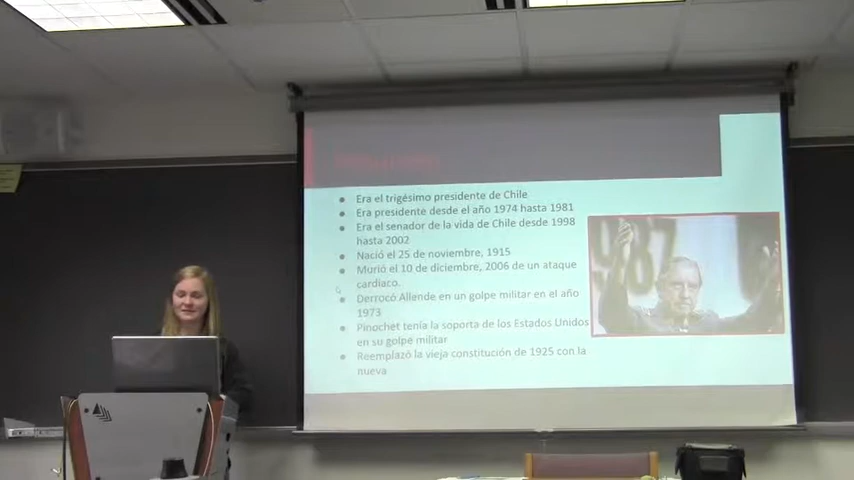 Era el trigésimo presidente de Chile
Era presidente desde el año 1974 hasta 1981
Era el senador de la vida de Chile desde 1998
hasta 2002
Nació el 25 de noviembre, 1915
Murió el 10 de diciembre, 2006 de un ataque
cardíaco.
Derrocó Allende en un golpe militar en el año
1973
Pinochet tenía la soporta de los Estados Unidos
en su golpe militar
Reemplazó la vieja constitución de 1925 con la
nueva